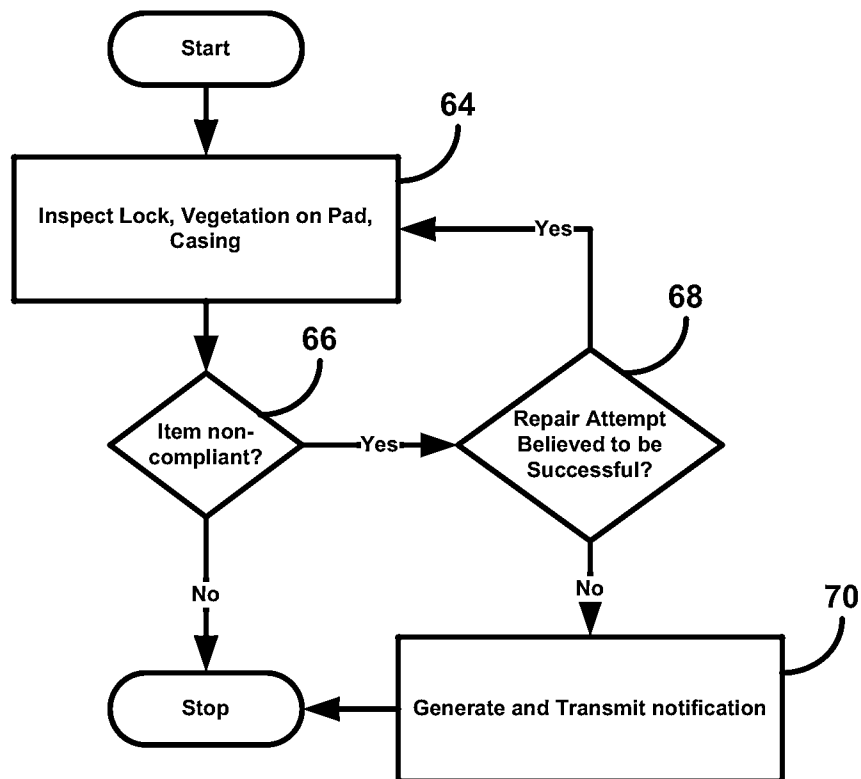 Start
64
Inspect Lock, Vegetation on Pad,
Casing
Yes
66
68
Item non-
compliant?
Yes
Repair Attempt
Believed to be
Successful?
No
No
70
Stop
Generate and Transmit notification